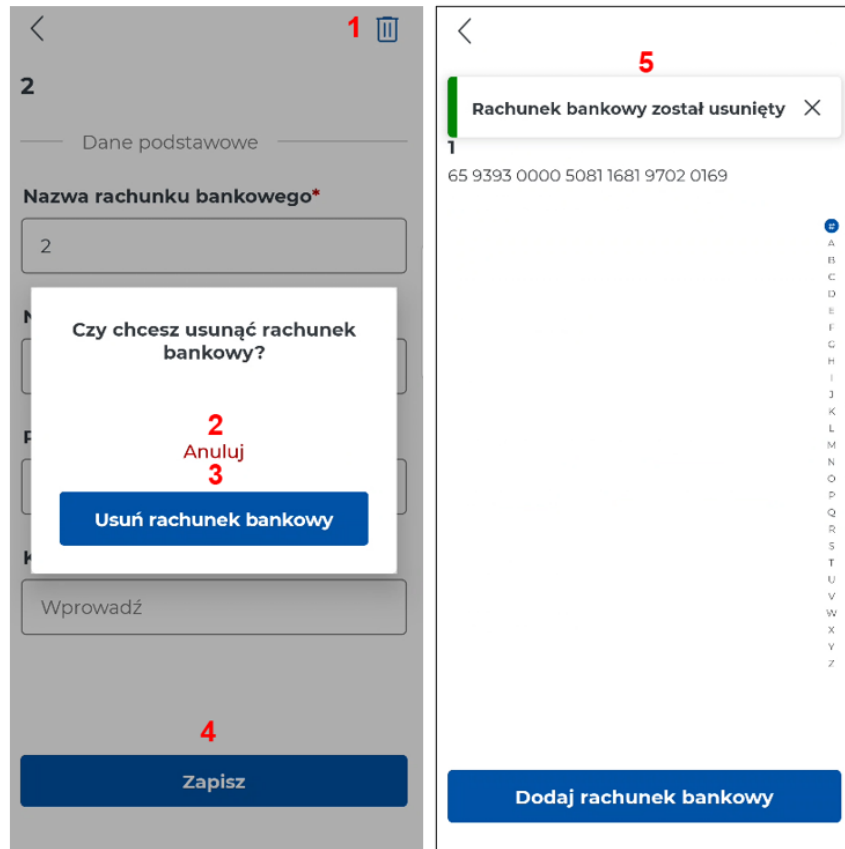 1
2
Dane podstawowe
Nazwa rachunku bankowego*
2
N
Czy chcesz usunąć rachunek
bankowy?
P
2
Anuluj
3
Usuń rachunek bankowy
K
Wprowadź
4
Zapisz
5
Rachunek bankowy został usunięty
1
65 9393 0000 5081 1681 9702 0169
#
A
B
C
D
E
F
G
H
I
J
K
L
M
N
O
P
Q
R
S
T
U
V
W
X
Y
Z
Dodaj rachunek bankowy